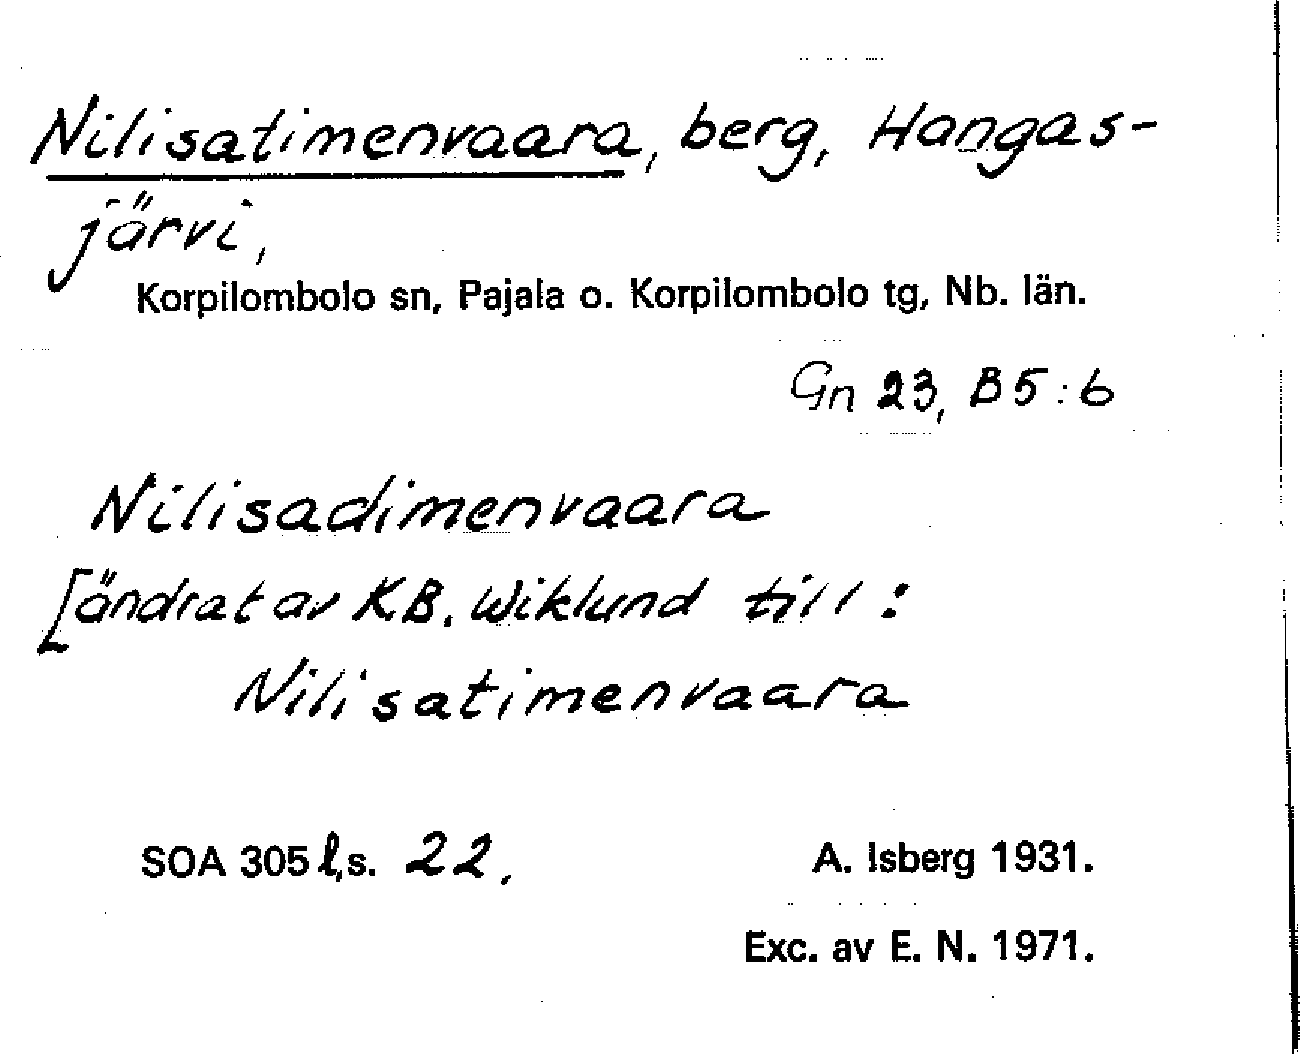 Nilisatimenvaara, berg, Hangas-
järvi,
Korpilombolo sn, Pajala o. Korpilombolo tg, Nb. län.
Gn 23, B5:6
Nilisadimenvaara
[ändrat av KB. Wiklund till:
Nilisatimenvaara
SOA 305 l, s. 22.
A. Isberg 1931.
Exc. av E. N. 1971.